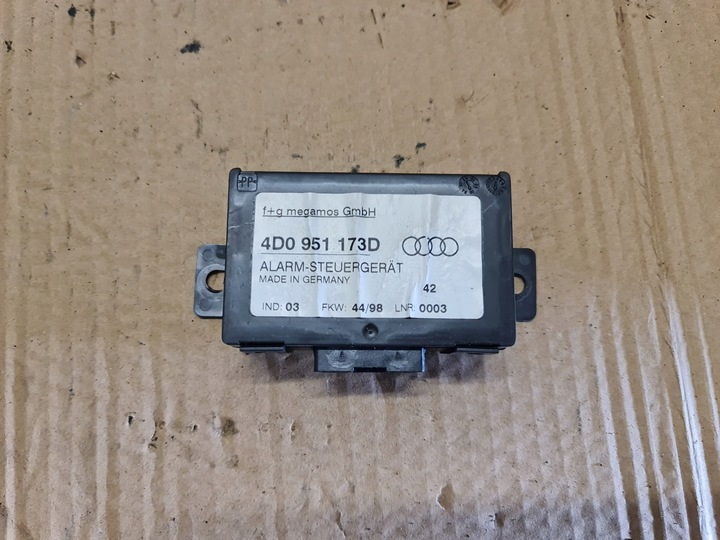 PP
f+g megamos GmbH
4D0 951 173D
ALARM-STEUERGERÄT
MADE IN GERMANY
42
IND: 03 FKW: 44/98 LNR: 0003